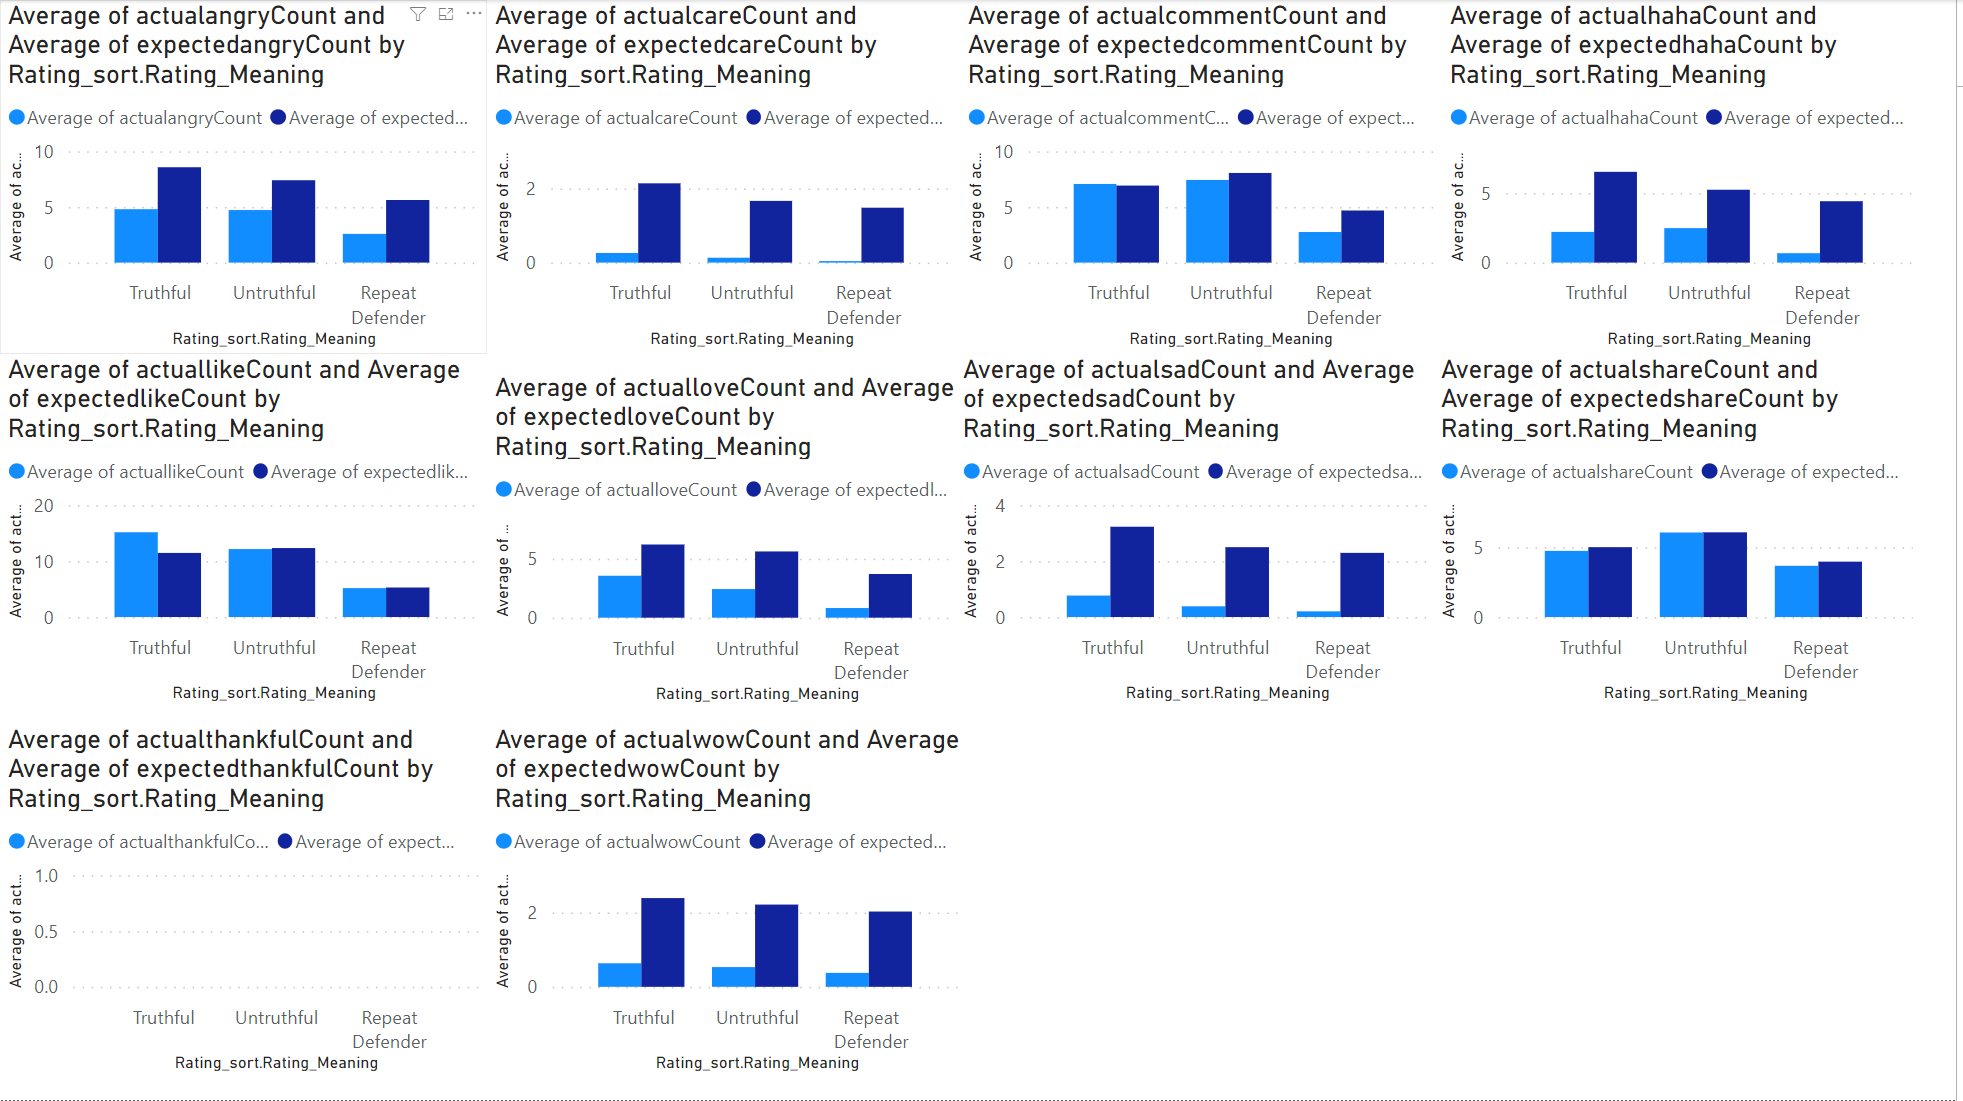 Average of actualangryCount and
Average of expectedangryCount by
Rating_sort.Rating_Meaning
Average of actualangryCount Average of expected...
Average of ac...
10
5
0
Truthful Untruthful Repeat
Defender
Rating_sort.Rating_Meaning
Average of actualcareCount and
Average of expectedcareCount by
Rating_sort.Rating_Meaning
Average of actualcareCount Average of expected...
Average of ac...
2
0
Truthful Untruthful Repeat
Defender
Rating_sort.Rating_Meaning
Average of actualcommentCount and
Average of expectedcommentCount by
Rating_sort.Rating_Meaning
Average of actualcommentC... Average of expect...
Average of ac...
10
5
0
Truthful Untruthful Repeat
Defender
Rating_sort.Rating_Meaning
Average of actualhahaCount and
Average of expectedhahaCount by
Rating_sort.Rating_Meaning
Average of actualhahaCount Average of expected...
Average of ac...
5
0
Truthful Untruthful Repeat
Defender
Rating_sort.Rating_Meaning
Average of actuallikeCount and Average
of expectedlikeCount by
Rating_sort.Rating_Meaning
Average of actuallikeCount Average of expectedlik...
Average of act...
20
10
0
Truthful Untruthful Repeat
Defender
Rating_sort.Rating_Meaning
Average of actualloveCount and Average
of expectedloveCount by
Rating_sort.Rating_Meaning
Average of actualloveCount Average of expectedl...
Average of ...
5
0
Truthful Untruthful Repeat
Defender
Rating_sort.Rating_Meaning
Average of actualsadCount and Average
of expectedsadCount by
Rating_sort.Rating_Meaning
Average of actualsadCount Average of expectedsa...
Average of act...
4
2
0
Truthful Untruthful Repeat
Defender
Rating_sort.Rating_Meaning
Average of actualshareCount and
Average of expectedshareCount by
Rating_sort.Rating_Meaning
Average of actualshareCount Average of expected...
Average of act...
5
0
Truthful Untruthful Repeat
Defender
Rating_sort.Rating_Meaning
Average of actualthankfulCount and
Average of expectedthankfulCount by
Rating_sort.Rating_Meaning
Average of actualthankfulCo... Average of expect...
Average of act...
1.0
0.5
0.0
Truthful Untruthful Repeat
Defender
Rating_sort.Rating_Meaning
Average of actualwowCount and Average
of expectedwowCount by
Rating_sort.Rating_Meaning
Average of actualwowCount Average of expected...
Average of act...
2
0
Truthful Untruthful Repeat
Defender
Rating_sort.Rating_Meaning